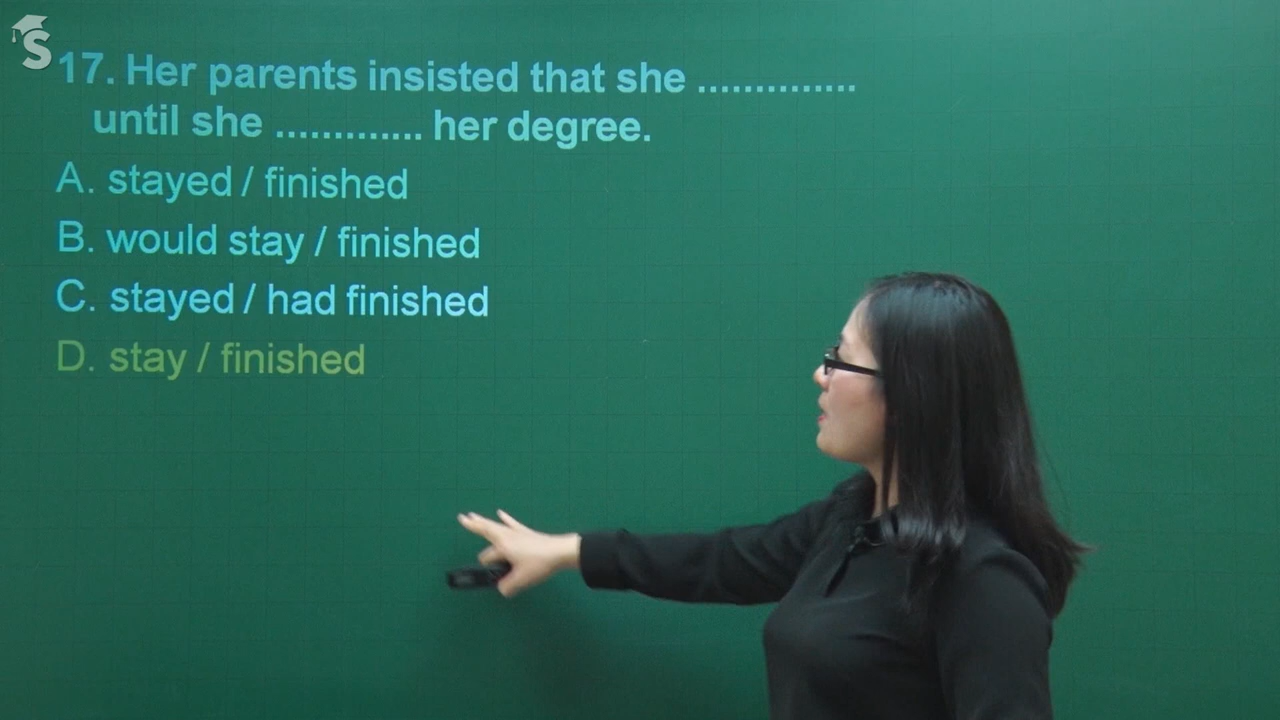 S
17. Her parents insisted that she ..............
until she ............. her degree.
A. stayed / finished
B. would stay / finished
C. stayed / had finished
D. stay / finished